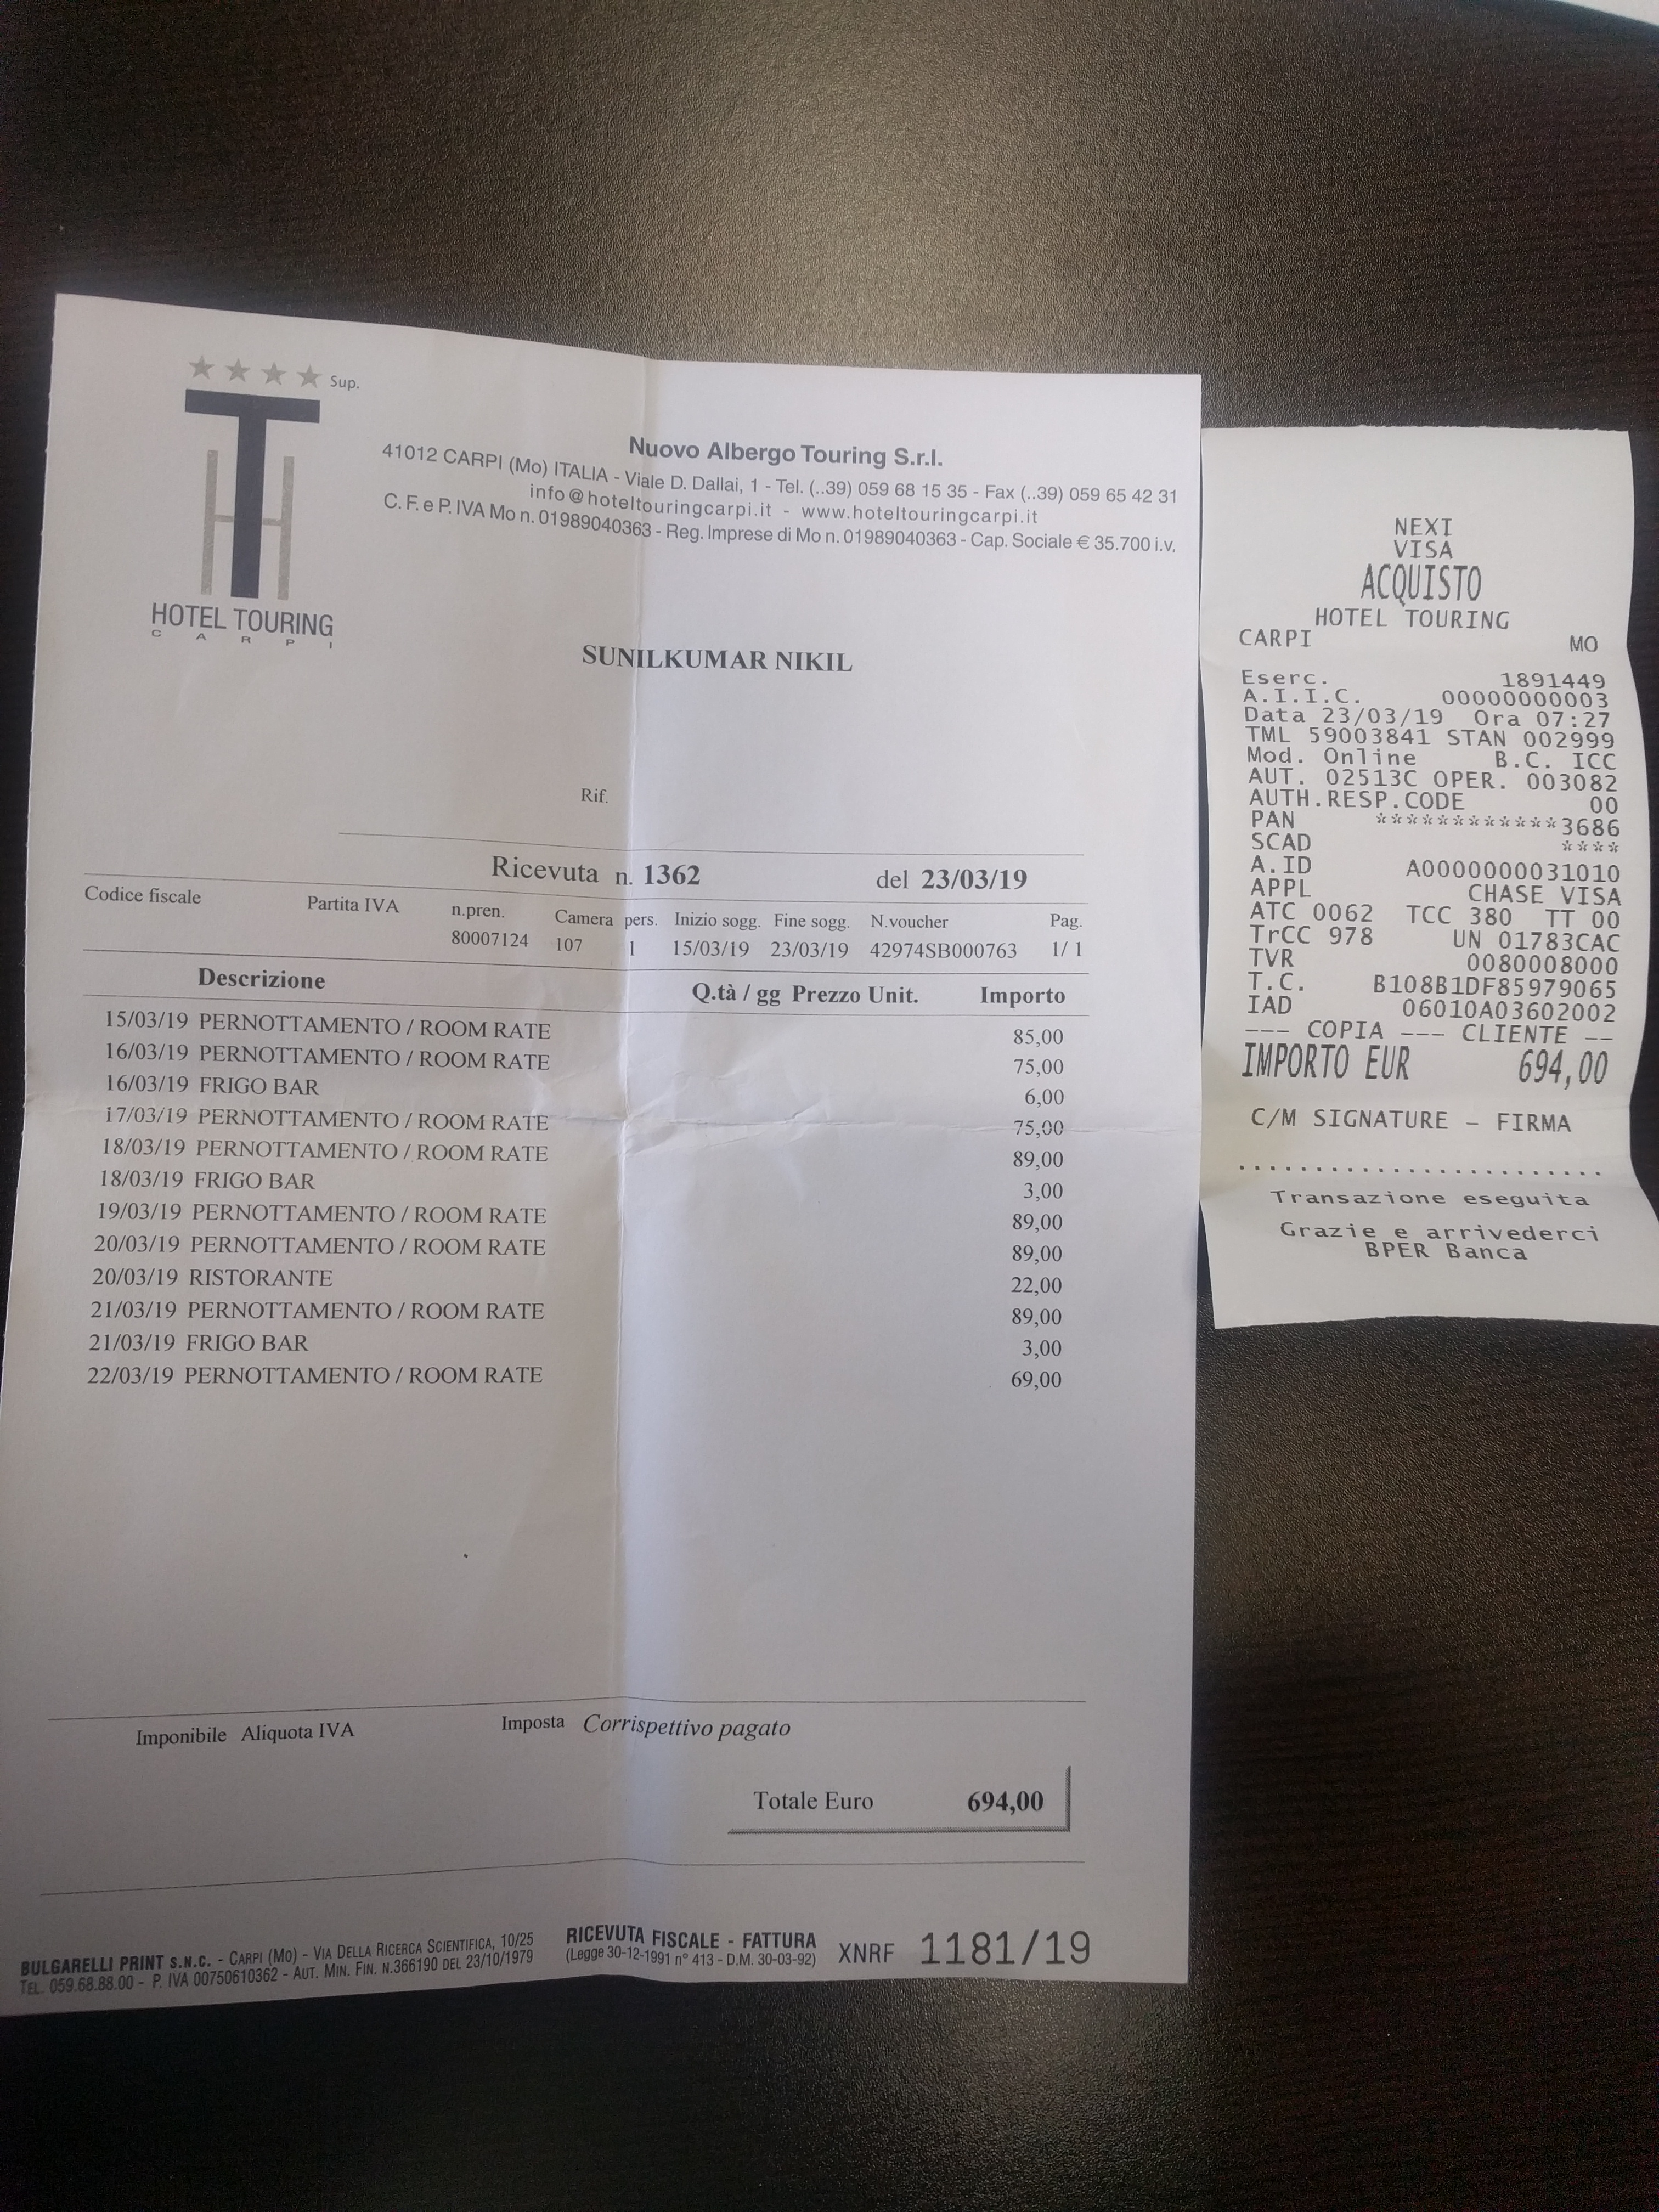 Sup.
HOTEL TOURING
CARPI
Nuovo Albergo Touring S.r.l.
41012 CARPI (Mo) ITALIA - Viale D. Dallai, 1 - Tel. (..39) 059 68 15 35 - Fax (..39) 059 65 42 31
info@hoteltouringcarpi.it - www.hoteltouringcarpi.it
C. F. e P. IVA Mo n. 01989040363 - Reg. Imprese di Mo n. 01989040363 - Cap. Sociale € 35.700 i.v.
SUNILKUMAR NIKIL
Rif.
Ricevuta n. 1362 del 23/03/19
Codice fiscale Partita IVA n.pren. Camera pers. Inizio sogg. Fine sogg. N.voucher Pag.
80007124 107 1 15/03/19 23/03/19 42974SB000763 1/ 1
Descrizione Q.tà / gg Prezzo Unit. Importo
15/03/19 PERNOTTAMENTO / ROOM RATE 85,00
16/03/19 PERNOTTAMENTO / ROOM RATE 75,00
16/03/19 FRIGO BAR 6,00
17/03/19 PERNOTTAMENTO / ROOM RATE 75,00
18/03/19 PERNOTTAMENTO / ROOM RATE 89,00
18/03/19 FRIGO BAR 3,00
19/03/19 PERNOTTAMENTO / ROOM RATE 89,00
20/03/19 PERNOTTAMENTO / ROOM RATE 89,00
20/03/19 RISTORANTE 22,00
21/03/19 PERNOTTAMENTO / ROOM RATE 89,00
21/03/19 FRIGO BAR 3,00
22/03/19 PERNOTTAMENTO / ROOM RATE 69,00
Imponibile Aliquota IVA Imposta Corrispettivo pagato
Totale Euro 694,00
BULGARELLI PRINT S.N.C. - CARPI (MO) - VIA DELLA RICERCA SCIENTIFICA, 10/25
TEL. 059.68.88.00 - P. IVA 00750610362 - AUT. MIN. FIN. N.366190 DEL 23/10/1979
RICEVUTA FISCALE - FATTURA
(Legge 30-12-1991 n° 413 - D.M. 30-03-92)
XNRF 1181/19
NEXI
VISA
ACQUISTO
HOTEL TOURING
CARPI MO
Eserc. 1891449
A.I.I.C. 00000000003
Data 23/03/19 Ora 07:27
TML 59003841 STAN 002999
Mod. Online B.C. ICC
AUT. 02513C OPER. 003082
AUTH.RESP.CODE 00
PAN ************3686
SCAD ****
A.ID A0000000031010
APPL CHASE VISA
ATC 0062 TCC 380 TT 00
TrCC 978 UN 01783CAC
TVR 0080008000
T.C. B108B1DF85979065
IAD 06010A03602002
--- COPIA --- CLIENTE --
IMPORTO EUR 694,00
C/M SIGNATURE - FIRMA
........................
Transazione eseguita
Grazie e arrivederci
BPER Banca